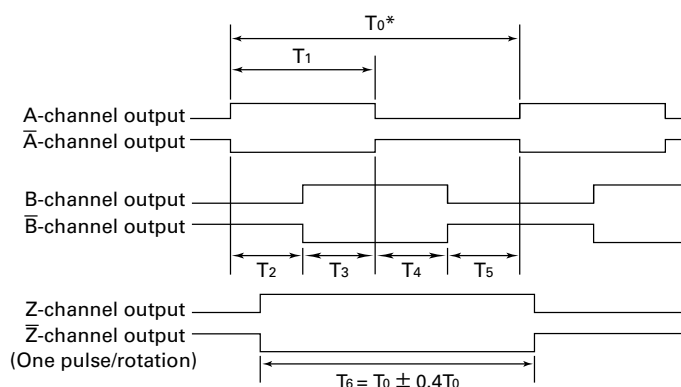 T₀*
T₁
A-channel output
A̅-channel output
B-channel output
B̅-channel output
T₂ T₃ T₄ T₅
Z-channel output
Z̅-channel output
(One pulse/rotation)
T₆ = T₀ ± 0.4T₀